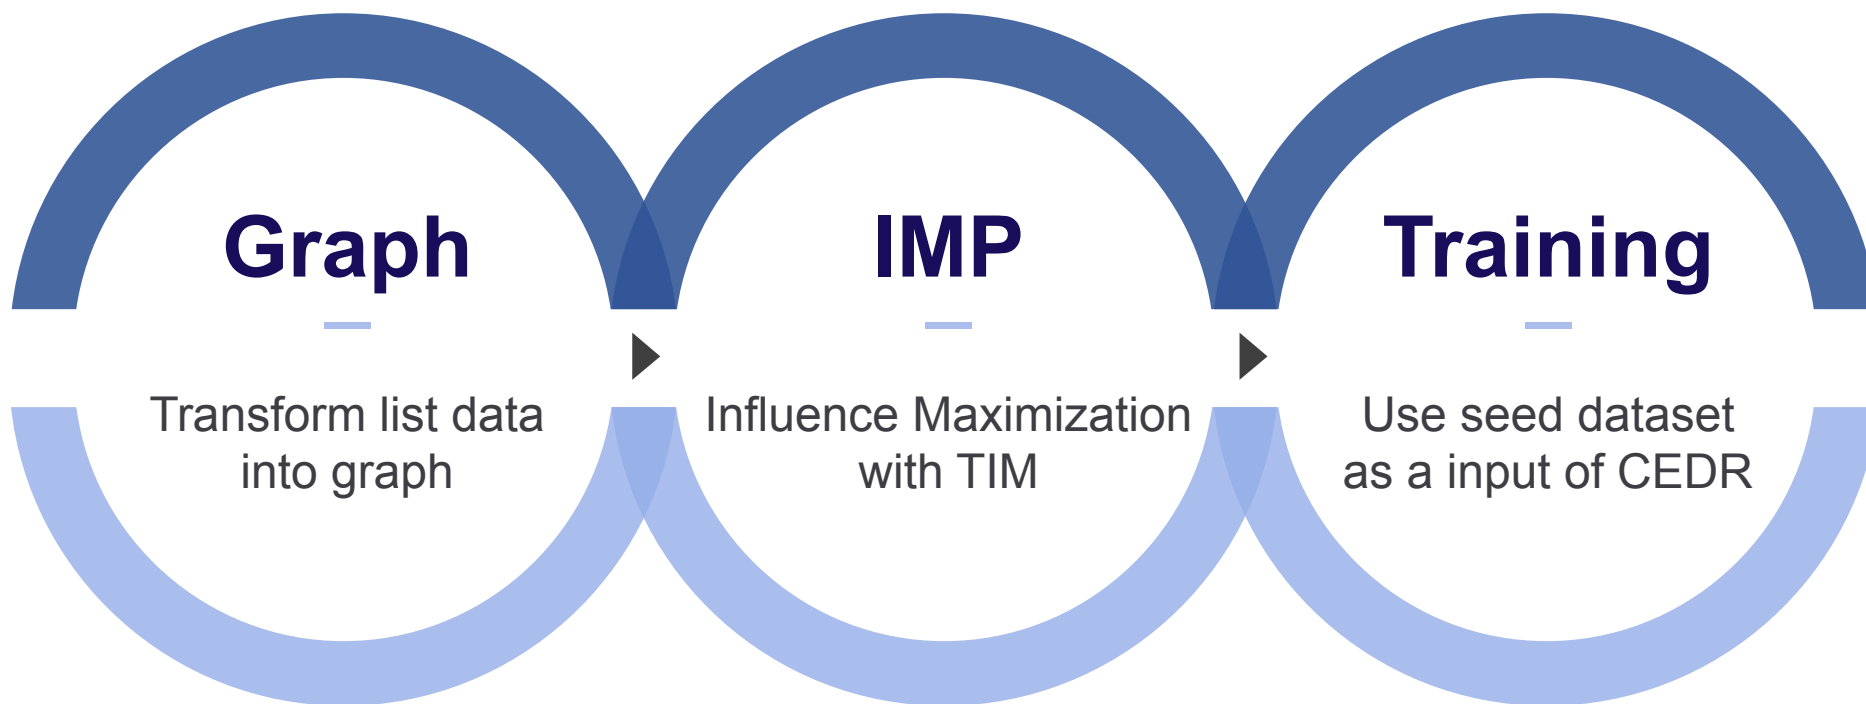 Graph
Transform list data
into graph
IMP
Influence Maximization
with TIM
Training
Use seed dataset
as a input of CEDR